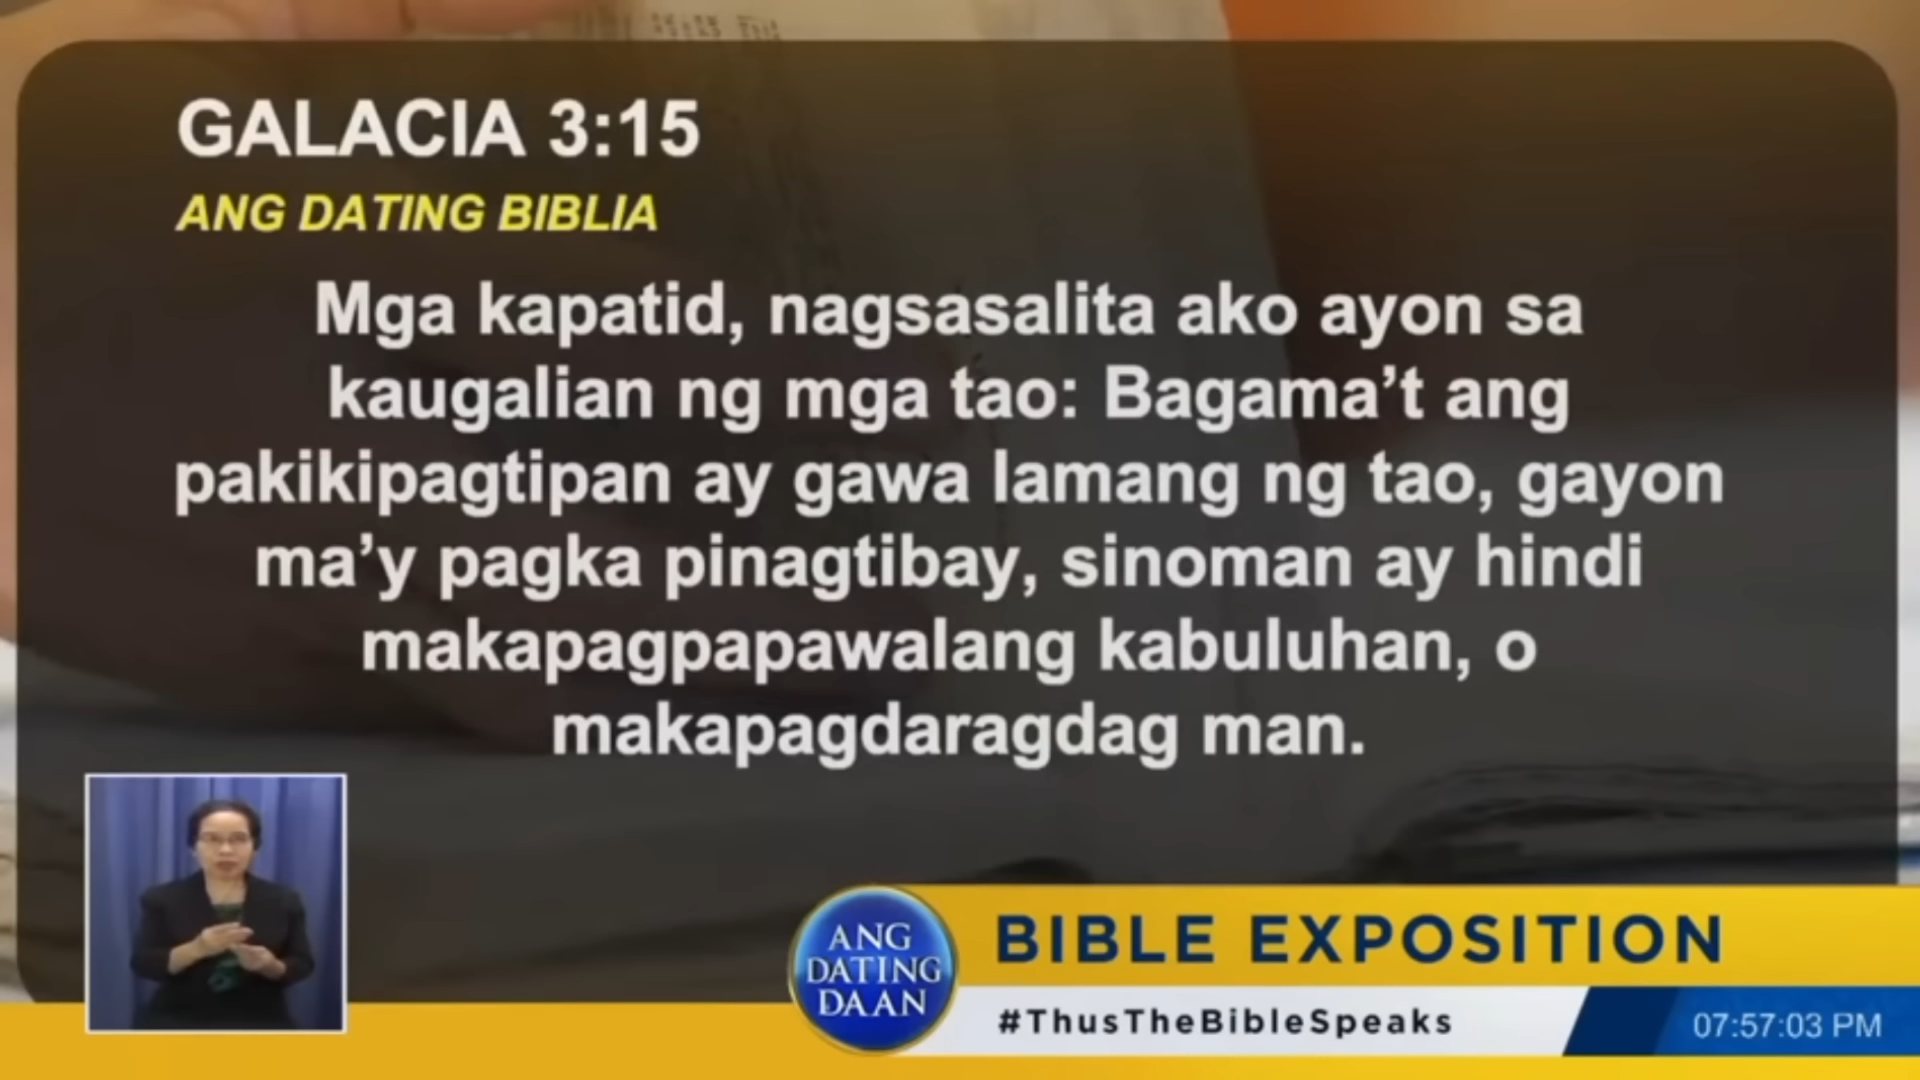 GALACIA 3:15
ANG DATING BIBLIA
Mga kapatid, nagsasalita ako ayon sa
kaugalian ng mga tao: Bagama’t ang
pakikipagtipan ay gawa lamang ng tao, gayon
ma’y pagka pinagtibay, sinoman ay hindi
makapagpapawalang kabuluhan, o
makapagdaragdag man.
ANG
DATING
DAAN
BIBLE EXPOSITION
#ThusTheBibleSpeaks
07:57:03 PM